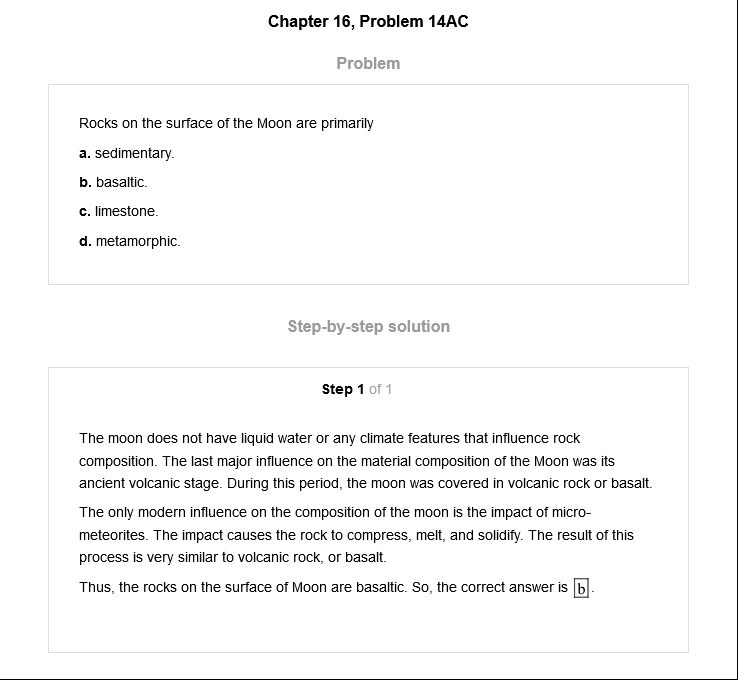 Chapter 16, Problem 14AC
Problem
Rocks on the surface of the Moon are primarily
a. sedimentary.
b. basaltic.
c. limestone.
d. metamorphic.
Step-by-step solution
Step 1 of 1
The moon does not have liquid water or any climate features that influence rock
composition. The last major influence on the material composition of the Moon was its
ancient volcanic stage. During this period, the moon was covered in volcanic rock or basalt.
The only modern influence on the composition of the moon is the impact of micro-
meteorites. The impact causes the rock to compress, melt, and solidify. The result of this
process is very similar to volcanic rock, or basalt.
Thus, the rocks on the surface of Moon are basaltic. So, the correct answer is b.